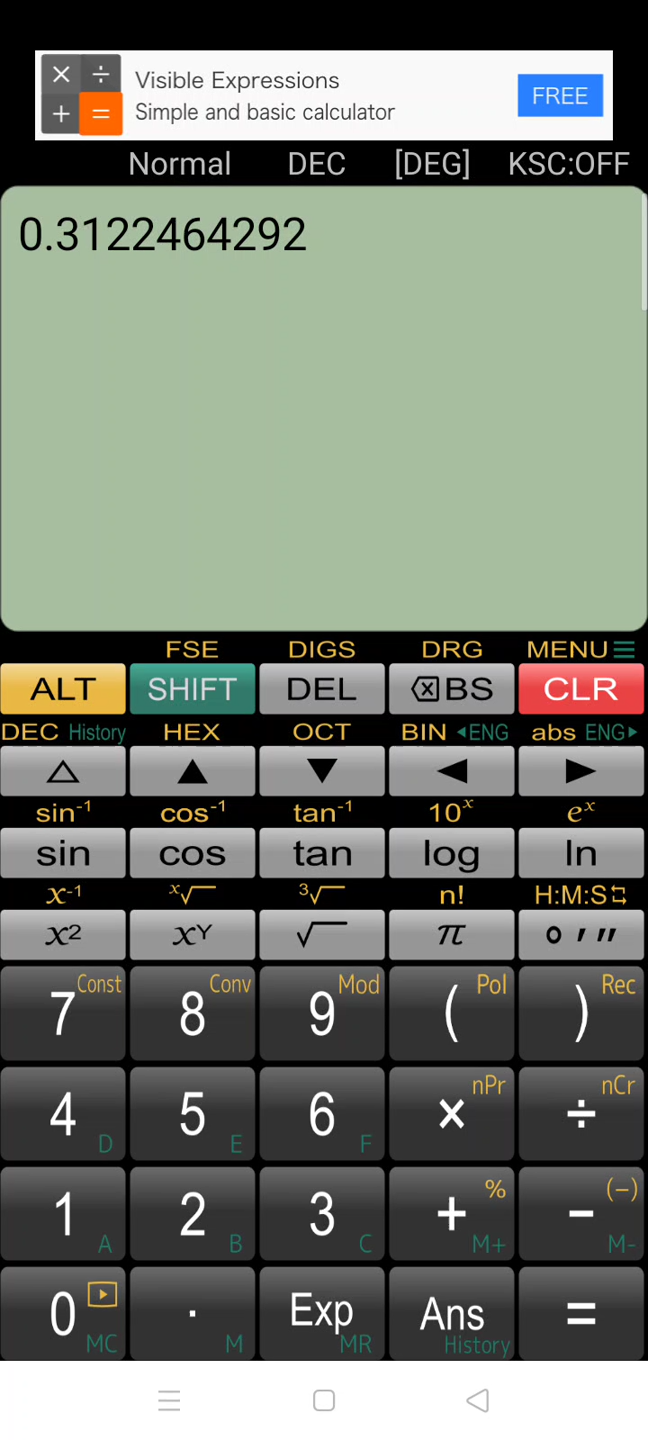 × ÷
Visible Expressions
FREE
+ =
Simple and basic calculator
Normal DEC [DEG] KSC:OFF
0.3122464292
FSE DIGS DRG MENU
ALT SHIFT DEL BS CLR
DEC History HEX OCT BIN ◂ENG abs ENG▸
△ ▲ ▼ ◀ ▶
sin⁻¹ cos⁻¹ tan⁻¹ 10ˣ eˣ
sin cos tan log ln
x⁻¹ ˣ√ ³√ n! H:M:S
x² xʸ √ π ° ′ ″
Const Conv Mod Pol Rec
7 8 9 ( )
nPr nCr
4 5 6 × ÷
D E F
% (−)
1 2 3 + −
A B C M+ M-
0 . Exp Ans =
MC M MR History